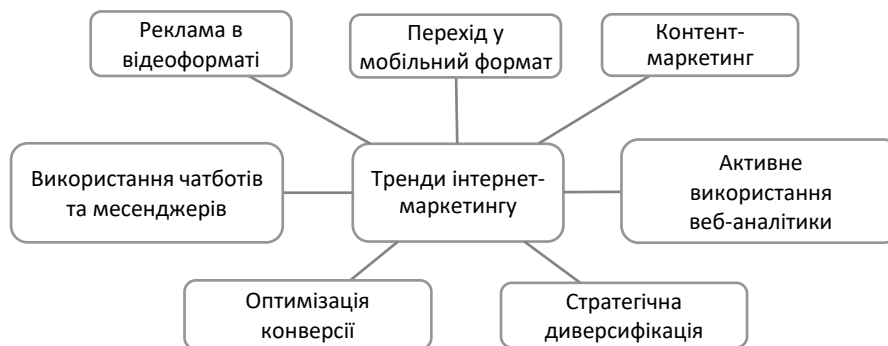 Реклама в
відеоформаті
Перехід у
мобільний формат
Контент-
маркетинг
Використання чатботів
та месенджерів
Тренди інтернет-
маркетингу
Активне
використання
веб-аналітики
Оптимізація
конверсії
Стратегічна
диверсифікація